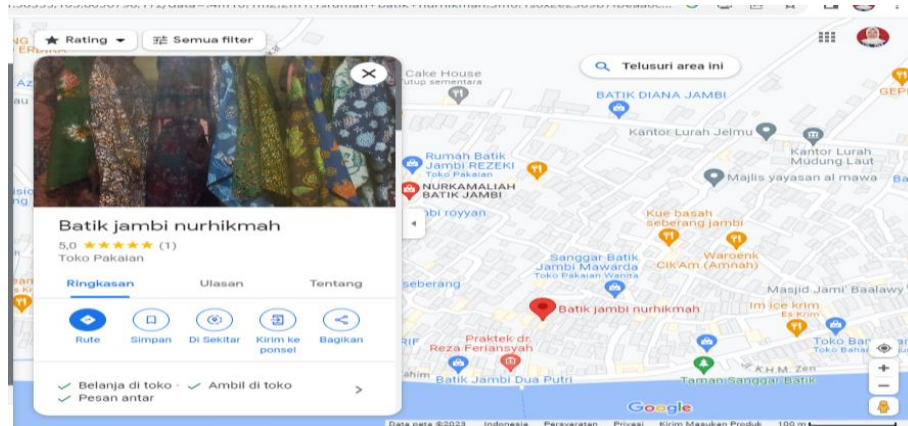 Rating
Semua filter
Batik jambi nurhikmah
5,0 ★★★★★ (1)
Toko Pakaian
Ringkasan
Ulasan
Tentang
Rute
Simpan
Di Sekitar
Kirim ke
ponsel
Bagikan
Belanja di toko · ✓ Ambil di toko
Pesan antar
Telusuri area ini
Cake House
BATIK DIANA JAMBI
Kantor Lurah Jelmu
Kantor Lurah
Mudung Laut
Rumah Batik
Jambi REZEKI
Toko Pakaian
Majlis yayasan al mawa
NURKAMALIAH
BATIK JAMBI
royyan
Kue basah
seberang jambi
Sanggar Batik
Jambi Mawarda
Toko Pakaian Wanita
Waroenk
Cik Am (Amnah)
seberang
Masjid Jami' Baalawy
Batik jambi nurhikmah
Im ice krim
Es Krim
Praktek dr.
Reza Feriansyah
Toko
K.H.M. Zen
Batik Jambi Dua Putri
Taman Sanggar Batik
Google
Data peta ©2023 Indonesia Persyaratan Privasi Kirim Masukan Produk 100 m